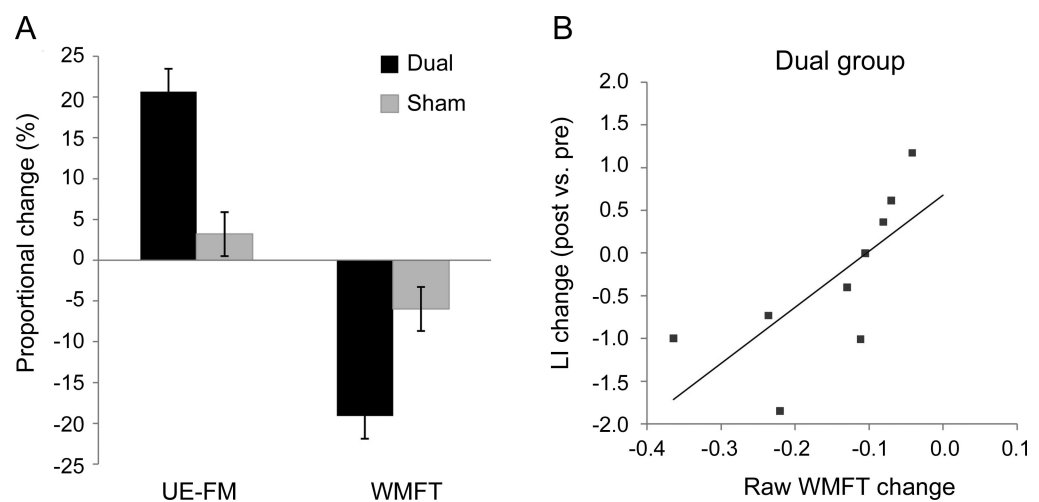 A
Proportional change (%)
25
20
15
10
5
0
-5
-10
-15
-20
-25
Dual
Sham
UE-FM
WMFT
B
Dual group
LI change (post vs. pre)
2.0
1.5
1.0
0.5
0.0
-0.5
-1.0
-1.5
-2.0
-0.4 -0.3 -0.2 -0.1 0.0 0.1
Raw WMFT change